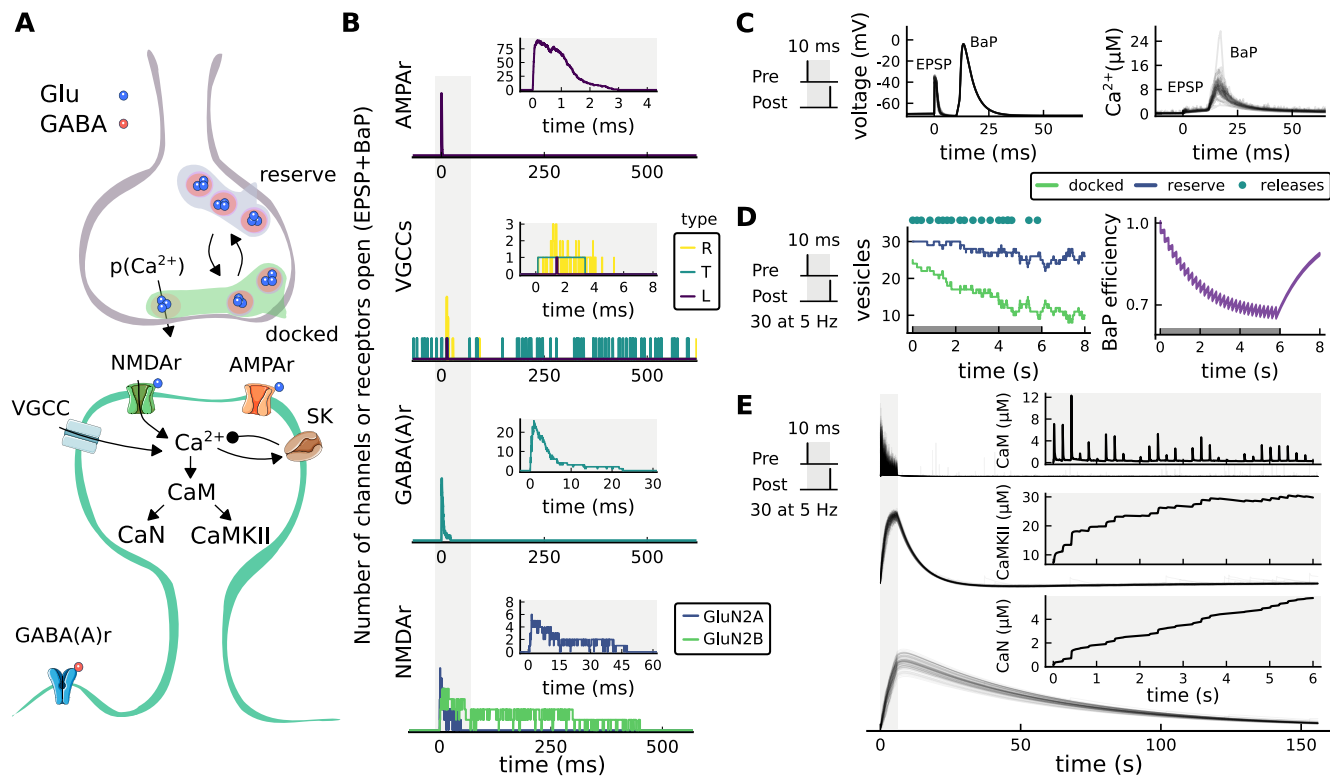 A
Glu
GABA
reserve
p(Ca2+)
docked
NMDAr
AMPAr
VGCC
SK
Ca2+
CaM
CaN
CaMKII
GABA(A)r
B
Number of channels or receptors open (EPSP+BaP)
AMPAr
75
50
25
0
0 1 2 3 4
time (ms)
0 250 500
VGCCs
type
R
T
L
3
2
1
0
0 2 4 6 8
time (ms)
0 250 500
GABA(A)r
20
10
0
0 10 20 30
time (ms)
0 250 500
NMDAr
GluN2A
GluN2B
8
6
4
2
0
0 15 30 45 60
time (ms)
0 250 500
time (ms)
C
10 ms
Pre
Post
voltage (mV)
0
-20
-40
-60
EPSP
BaP
0 25 50
time (ms)
Ca2+(μM)
24
16
8
0
EPSP
BaP
0 25 50
time (ms)
docked reserve releases
D
10 ms
Pre
Post
30 at 5 Hz
vesicles
30
20
10
0 2 4 6 8
time (s)
BaP efficiency
1.0
0.7
0 2 4 6 8
time (s)
E
10 ms
Pre
Post
30 at 5 Hz
CaM (μM)
12
8
4
0
CaMKII (μM)
30
20
10
CaN (μM)
4
2
0
0 1 2 3 4 5 6
time (s)
0 50 100 150
time (s)